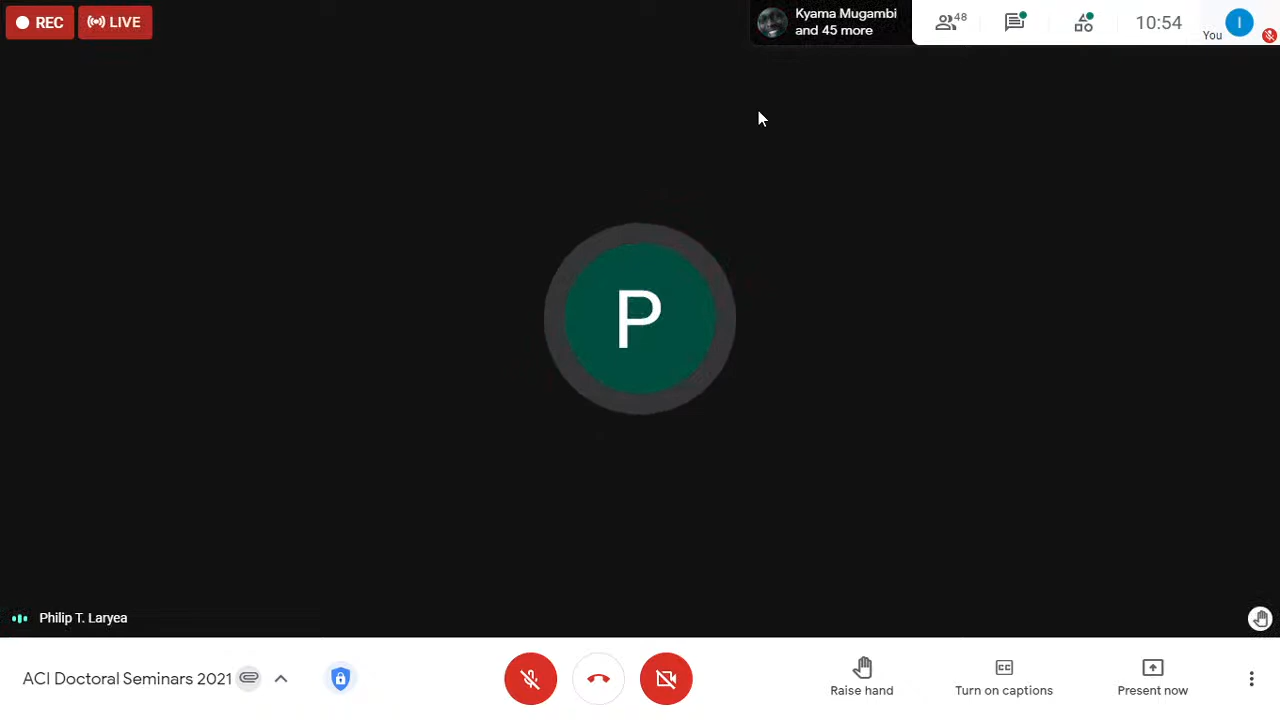 REC
LIVE
Kyama Mugambi
and 45 more
48
10:54
You
I
P
Philip T. Laryea
ACI Doctoral Seminars 2021
Raise hand
CC
Turn on captions
Present now